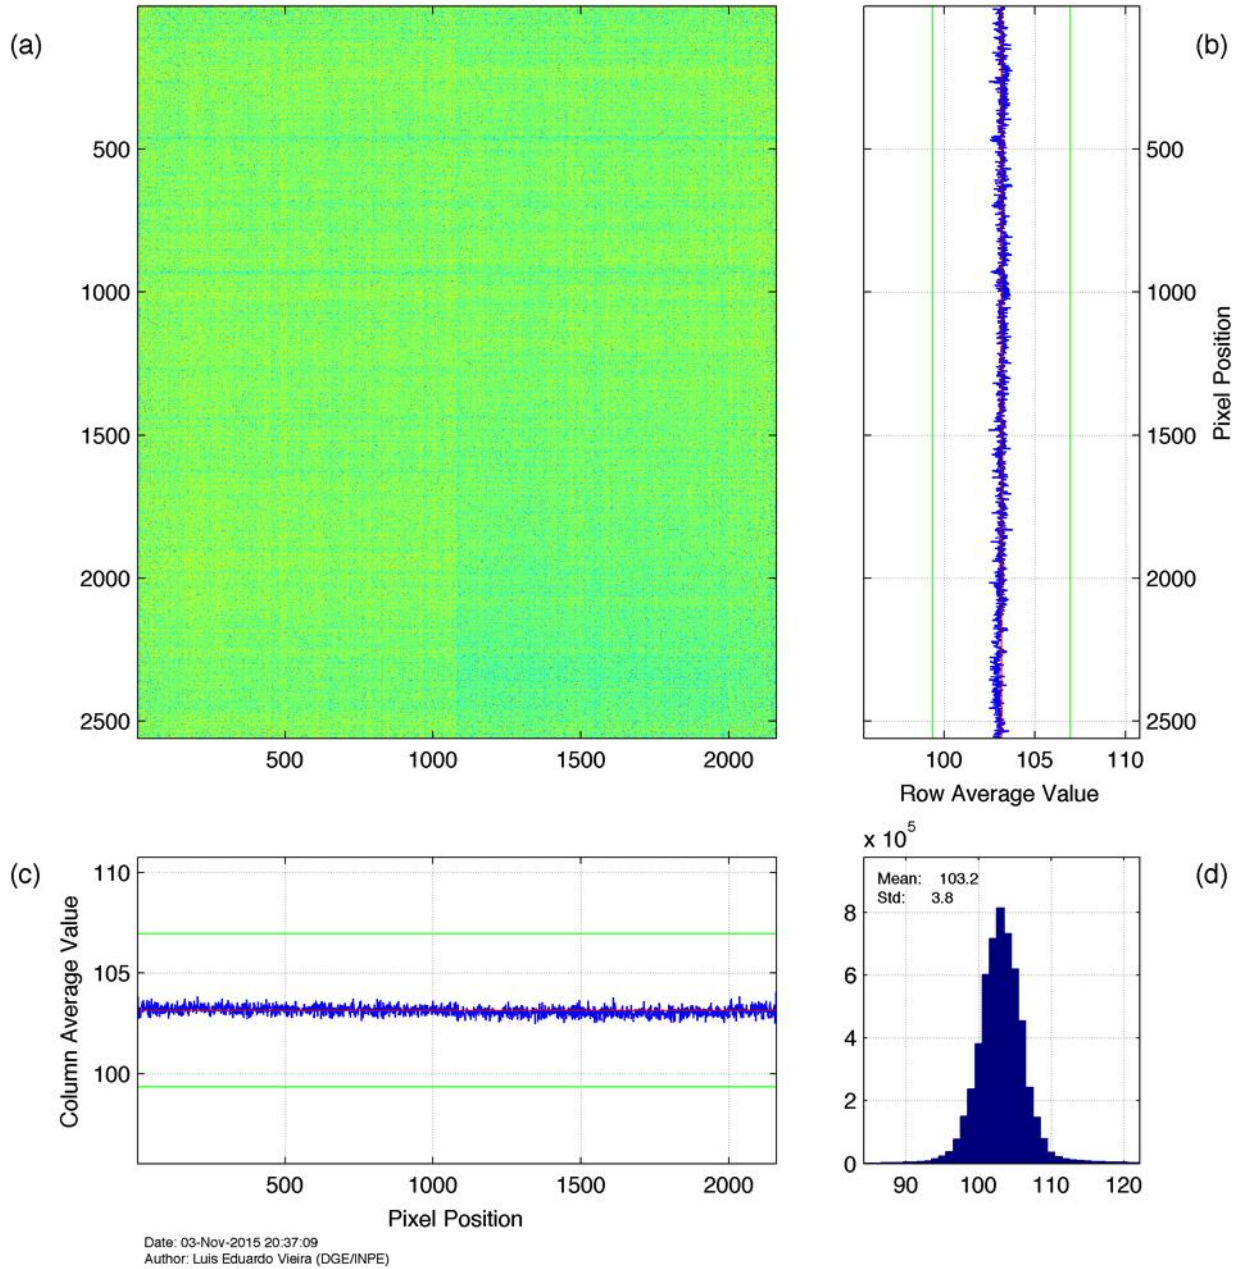 (a)
500
1000
1500
2000
2500
500 1000 1500 2000
(b)
500
1000
1500
2000
2500
Pixel Position
100 105 110
Row Average Value
(c)
110
105
100
Column Average Value
500 1000 1500 2000
Pixel Position
x 10^5
(d)
Mean: 103.2
Std: 3.8
8
6
4
2
0
90 100 110 120
Date: 03-Nov-2015 20:37:09
Author: Luis Eduardo Vieira (DGE/INPE)